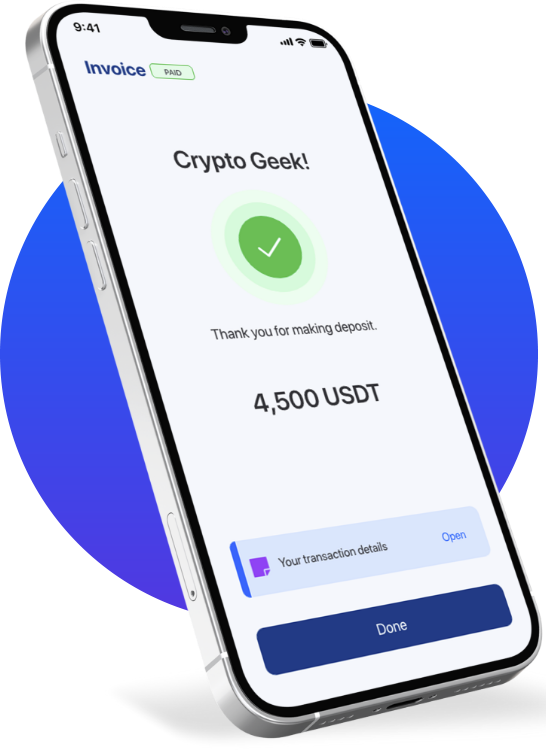 9:41
Invoice PAID
Crypto Geek!
Thank you for making deposit.
4,500 USDT
Your transaction details Open
Done